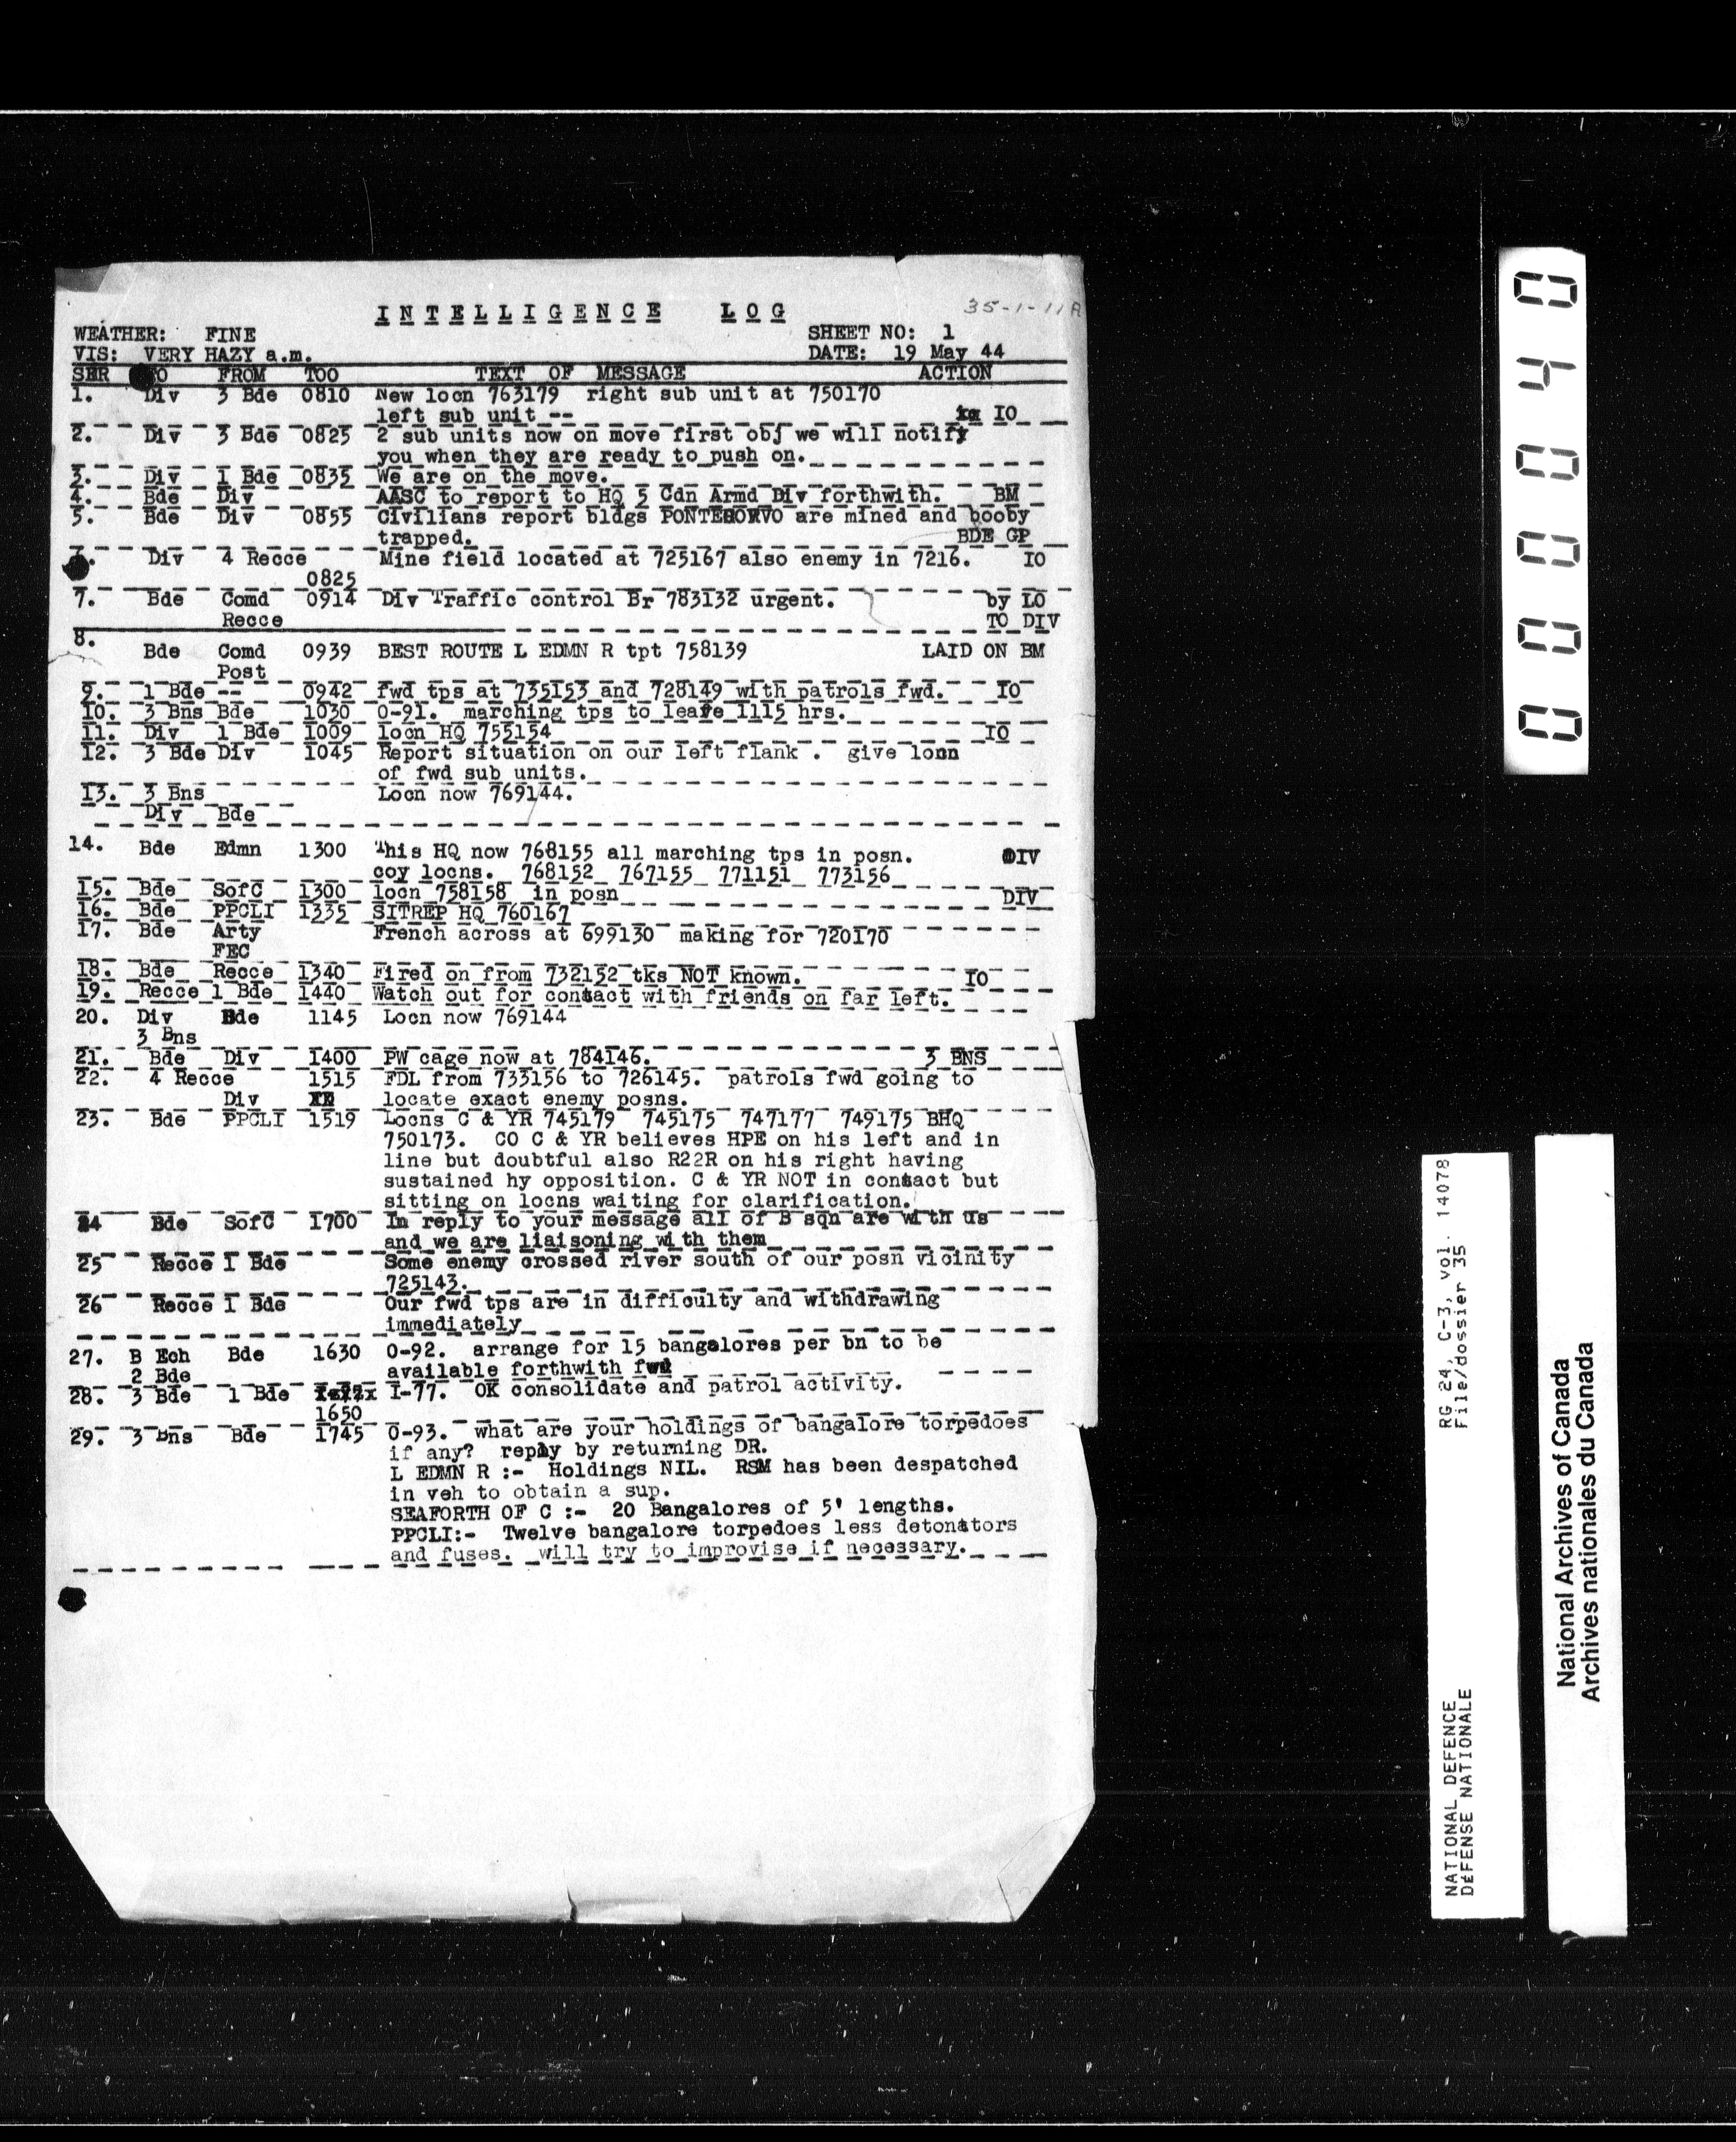 INTELLIGENCE LOG 35-1-11A
WEATHER: FINE SHEET NO: 1
VIS: VERY HAZY a.m. DATE: 19 May 44
SER TO FROM TOO TEXT OF MESSAGE ACTION
1. Div 3 Bde 0810 New locn 763179 right sub unit at 750170
left sub unit -- IO
2. Div 3 Bde 0825 2 sub units now on move first obj we will notify
you when they are ready to push on.
3. Div 1 Bde 0835 We are on the move.
4. Bde Div AASC to report to HQ 5 Cdn Armd Div forthwith. BM
5. Bde Div 0855 Civilians report bldgs PONTECORVO are mined and booby
trapped. BDE GP
6. Div 4 Recce Mine field located at 725167 also enemy in 7216. IO
0825
7. Bde Comd 0914 Div Traffic control Br 783132 urgent. by LO
Recce TO DIV
8.
Bde Comd 0939 BEST ROUTE L EDMN R tpt 758139 LAID ON BM
Post
9. 1 Bde -- 0942 fwd tps at 735153 and 728149 with patrols fwd. IO
10. 3 Bns Bde 1030 0-91. marching tps to leave 1115 hrs.
11. Div 1 Bde 1009 locn HQ 755154 IO
12. 3 Bde Div 1045 Report situation on our left flank . give lonn
of fwd sub units.
13. 3 Bns Locn now 769144.
Div Bde
14. Bde Edmn 1300 This HQ now 768155 all marching tps in posn. DIV
coy locns. 768152 767155 771151 773156
15. Bde SofC 1300 locn 758158 in posn DIV
16. Bde PPCLI 1335 SITREP HQ 760167
17. Bde Arty French across at 699130 making for 720170
FEC
18. Bde Recce 1340 Fired on from 732152 tks NOT known. IO
19. Recce 1 Bde 1440 Watch out for contact with friends on far left.
20. Div Bde 1145 Locn now 769144
3 Bns
21. Bde Div 1400 PW cage now at 784146. 3 BNS
22. 4 Recce 1515 FDL from 733156 to 726145. patrols fwd going to
Div locate exact enemy posns.
23. Bde PPCLI 1519 Locns C & YR 745179 745175 747177 749175 BHQ
750173. CO C & YR believes HPE on his left and in
line but doubtful also R22R on his right having
sustained hy opposition. C & YR NOT in contact but
sitting on locns waiting for clarification.
24 Bde SofC 1700 In reply to your message all of B sqn are with us
and we are liaisoning with them
25 Recce 1 Bde Some enemy crossed river south of our posn vicinity
725143.
26 Recce 1 Bde Our fwd tps are in difficulty and withdrawing
immediately
27. B Ech Bde 1630 0-92. arrange for 15 bangalores per bn to be
2 Bde available forthwith fwd
28. 3 Bde 1 Bde I-77. OK consolidate and patrol activity.
1650
29. 3 Bns Bde 1745 0-93. what are your holdings of bangalore torpedoes
if any? reply by returning DR.
L EDMN R :- Holdings NIL. RSM has been despatched
in veh to obtain a sup.
SEAFORTH OF C :- 20 Bangalores of 5' lengths.
PPCLI:- Twelve bangalore torpedoes less detonators
and fuses. will try to improvise if necessary.
000040
NATIONAL DEFENCE RG 24, C-3, vol. 14078
DÉFENSE NATIONALE File/dossier 35
National Archives of Canada
Archives nationales du Canada